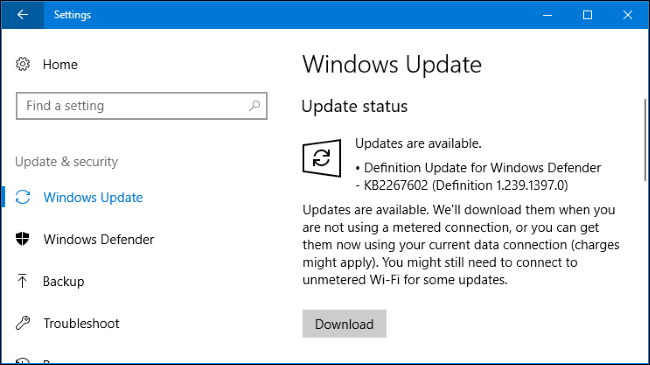 Settings
Home
Find a setting
Update & security
Windows Update
Windows Defender
Backup
Troubleshoot
Windows Update
Update status
Updates are available.
• Definition Update for Windows Defender
- KB2267602 (Definition 1.239.1397.0)
Updates are available. We'll download them when you
are not using a metered connection, or you can get
them now using your current data connection (charges
might apply). You might still need to connect to
unmetered Wi-Fi for some updates.
Download